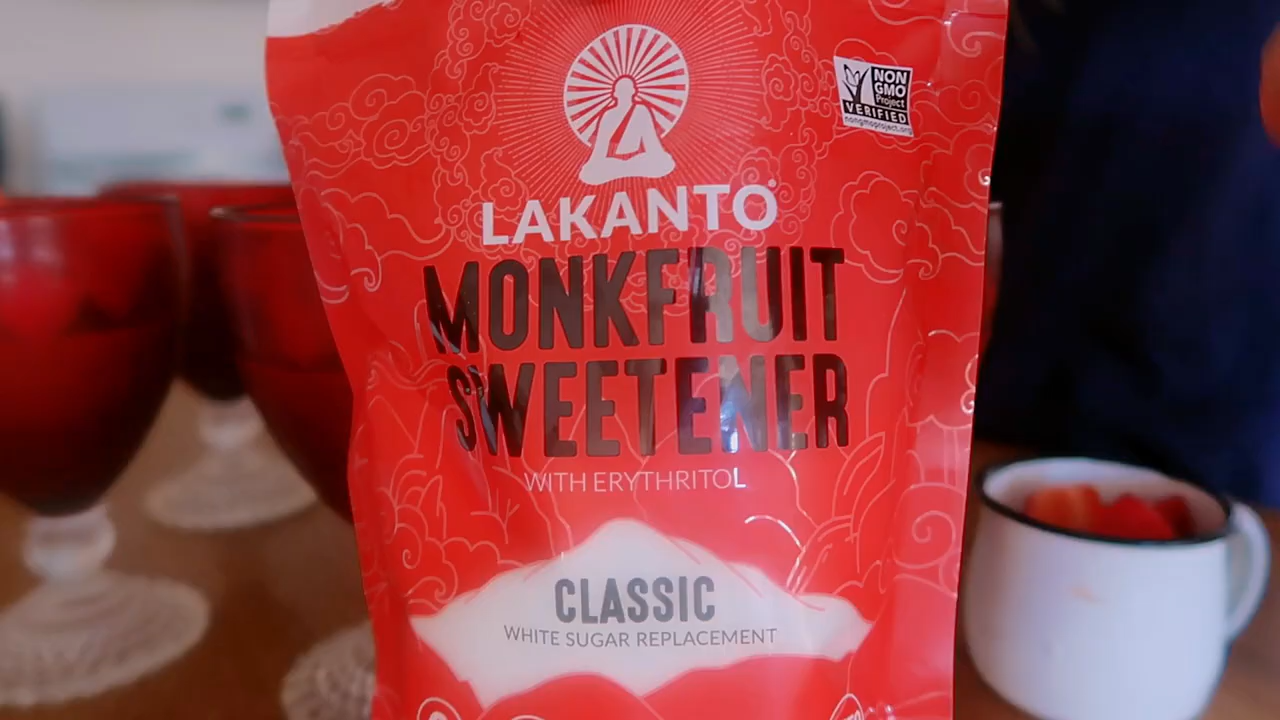 NON
GMO
Project
VERIFIED
nongmoproject.org
LAKANTO
MONKFRUIT
SWEETENER
WITH ERYTHRITOL
CLASSIC
WHITE SUGAR REPLACEMENT